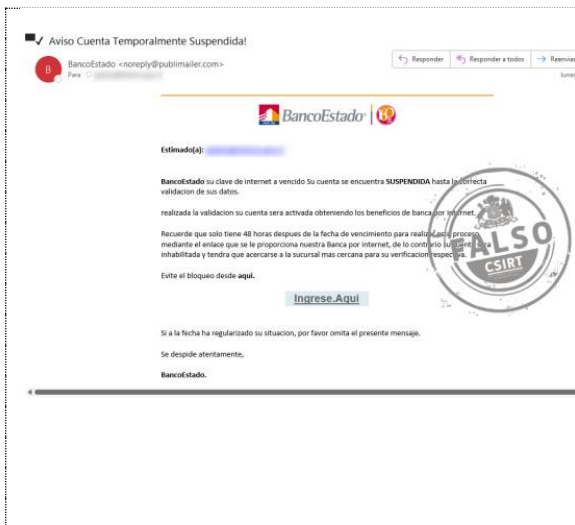 Aviso Cuenta Temporalmente Suspendida!
B
BancoEstado <noreply@publimailer.com>
Para
Responder
Responder a todos
Reenviar
lunes
BancoEstado
Estimado(a):
BancoEstado su clave de internet a vencido Su cuenta se encuentra SUSPENDIDA hasta la correcta
validacion de sus datos.
realizada la validacion su cuenta sera activada obteniendo los beneficios de banca por internet.
Recuerde que solo tiene 48 horas despues de la fecha de vencimiento para realizar este proceso
mediante el enlace que se le proporciona nuestra Banca por internet, de lo contrario su cuenta sera
inhabilitada y tendra que acercarse a la sucursal mas cercana para su verificacion respectiva.
FALSO
CSIRT
Evite el bloqueo desde aqui.
Ingrese.Aqui
Si a la fecha ha regularizado su situacion, por favor omita el presente mensaje.
Se despide atentamente,
BancoEstado.